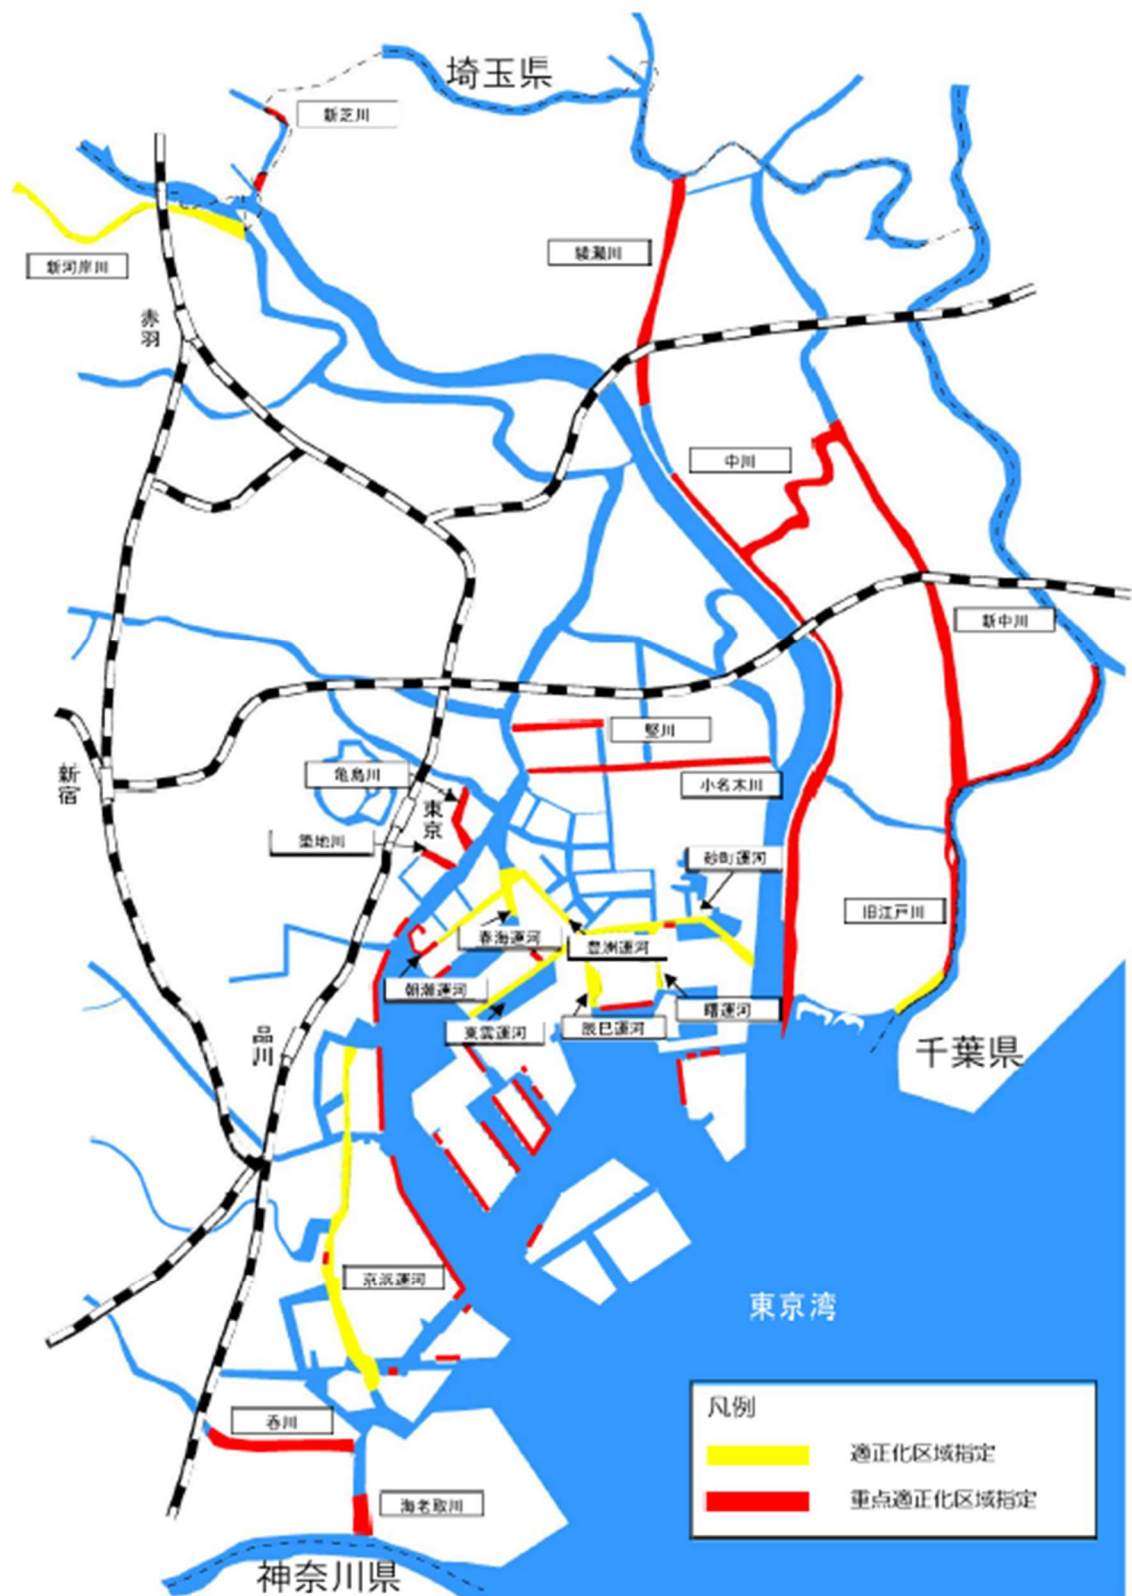 埼玉県
新芝川
新河岸川
綾瀬川
赤羽
中川
新中川
竪川
新宿
亀島川
小名木川
東京
築地川
砂町運河
旧江戸川
春海運河
豊洲運河
朝潮運河
曙運河
東雲運河
辰巳運河
品川
千葉県
京浜運河
東京湾
凡例
適正化区域指定
重点適正化区域指定
呑川
海老取川
神奈川県